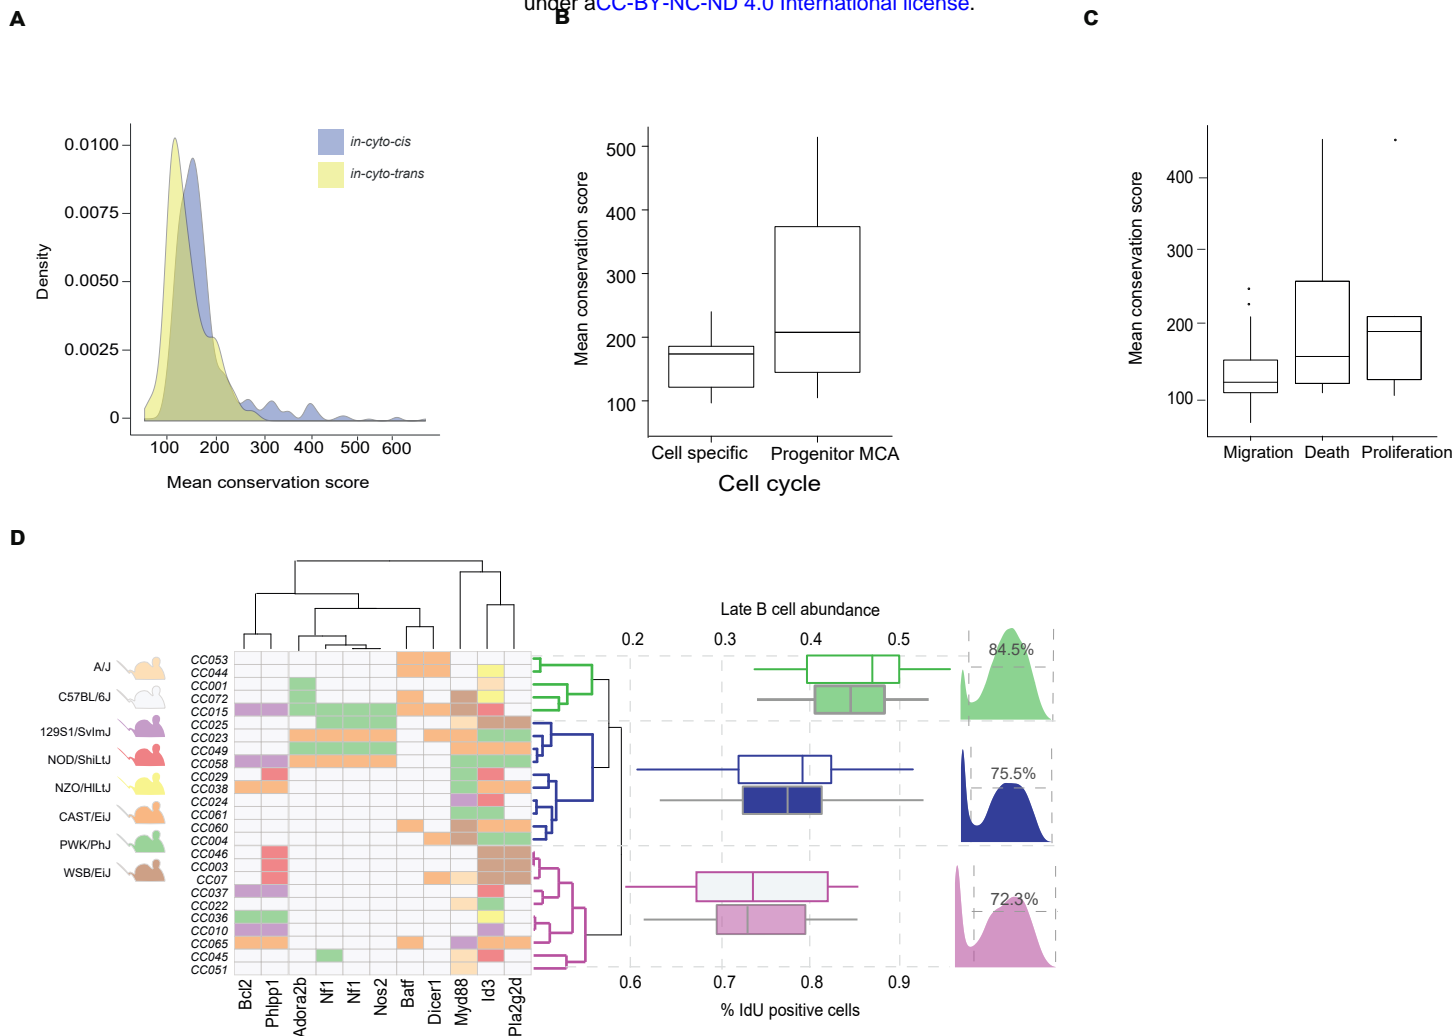 under aCC-BY-NC-ND 4.0 International license.
A
B
C
0.0100
0.0075
0.0050
0.0025
0
Density
100 200 300 400 500 600
Mean conservation score
in-cyto-cis
in-cyto-trans
500
400
300
200
100
Mean conservation score
Cell specific Progenitor MCA
Cell cycle
400
300
200
100
Mean conservation score
Migration Death Proliferation
D
A/J
C57BL/6J
129S1/SvlmJ
NOD/ShiLtJ
NZO/HlLtJ
CAST/EiJ
PWK/PhJ
WSB/EiJ
CC053
CC044
CC001
CC072
CC015
CC025
CC023
CC049
CC058
CC029
CC038
CC024
CC061
CC060
CC004
CC046
CC003
CC07
CC037
CC022
CC036
CC010
CC065
CC045
CC051
Bcl2
Phlpp1
Adora2b
Nf1
Nf1
Nos2
Batf
Dicer1
Myd88
Id3
Pla2g2d
Late B cell abundance
0.2 0.3 0.4 0.5
84.5%
75.5%
72.3%
0.6 0.7 0.8 0.9
% IdU positive cells